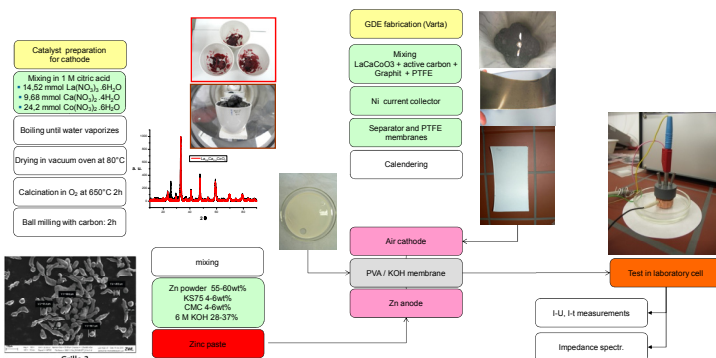 Catalyst preparation
for cathode
Mixing in 1 M citric acid
• 14,52 mmol La(NO₃)₃ .6H₂O
• 9,68 mmol Ca(NO₃)₂ .4H₂O
• 24,2 mmol Co(NO₃)₂ .6H₂O
Boiling until water vaporizes
Drying in vacuum oven at 80°C
Calcination in O₂ at 650°C 2h
Ball milling with carbon: 2h
GDE fabrication (Varta)
Mixing
LaCaCoO3 + active carbon +
Graphit + PTFE
Ni current collector
Separator and PTFE
membranes
Calendering
mixing
Zn powder 55-60wt%
KS75 4-6wt%
CMC 4-6wt%
6 M KOH 28-37%
Zinc paste
Air cathode
PVA / KOH membrane
Zn anode
Test in laboratory cell
I-U, I-t measurements
Impedance spectr.